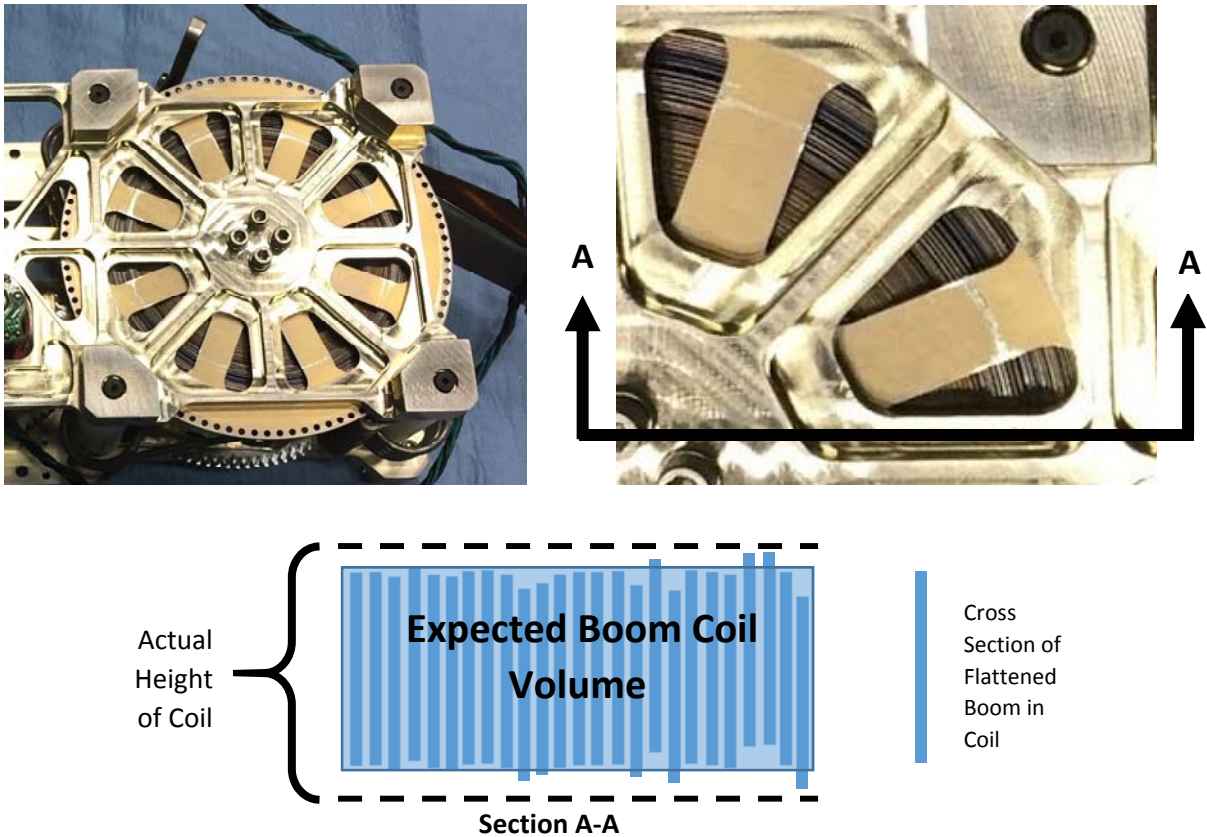 A
A
Expected Boom Coil
Volume
Actual
Height
of Coil
Cross
Section of
Flattened
Boom in
Coil
Section A-A